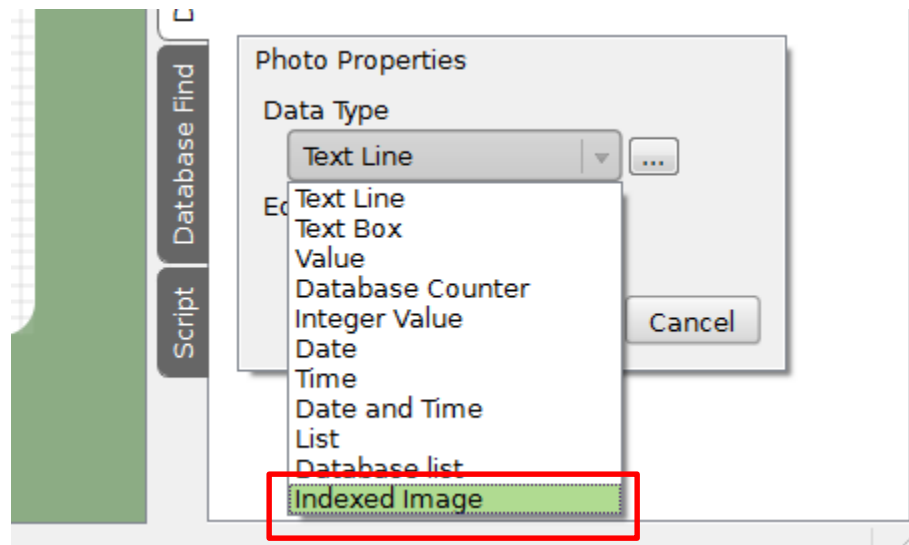 Database Find
Script
Photo Properties
Data Type
Text Line
...
Text Line
Text Box
Value
Database Counter
Integer Value
Date
Time
Date and Time
List
Database list
Indexed Image
Cancel